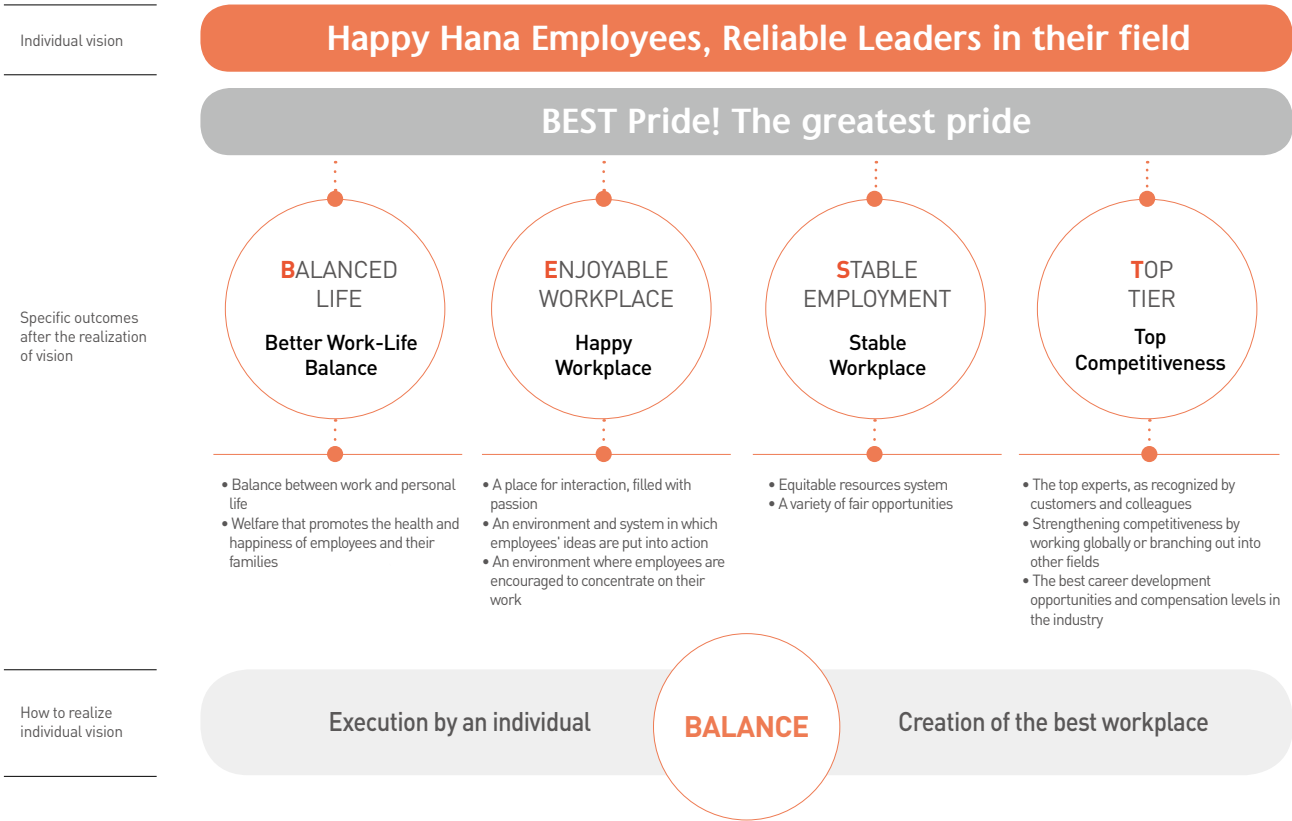 Individual vision
Happy Hana Employees, Reliable Leaders in their field
BEST Pride! The greatest pride
Specific outcomes
after the realization
of vision
BALANCED
LIFE
Better Work-Life
Balance
• Balance between work and personal
life
• Welfare that promotes the health and
happiness of employees and their
families
ENJOYABLE
WORKPLACE
Happy
Workplace
• A place for interaction, filled with
passion
• An environment and system in which
employees' ideas are put into action
• An environment where employees are
encouraged to concentrate on their
work
STABLE
EMPLOYMENT
Stable
Workplace
• Equitable resources system
• A variety of fair opportunities
TOP
TIER
Top
Competitiveness
• The top experts, as recognized by
customers and colleagues
• Strengthening competitiveness by
working globally or branching out into
other fields
• The best career development
opportunities and compensation levels in
the industry
How to realize
individual vision
Execution by an individual
BALANCE
Creation of the best workplace